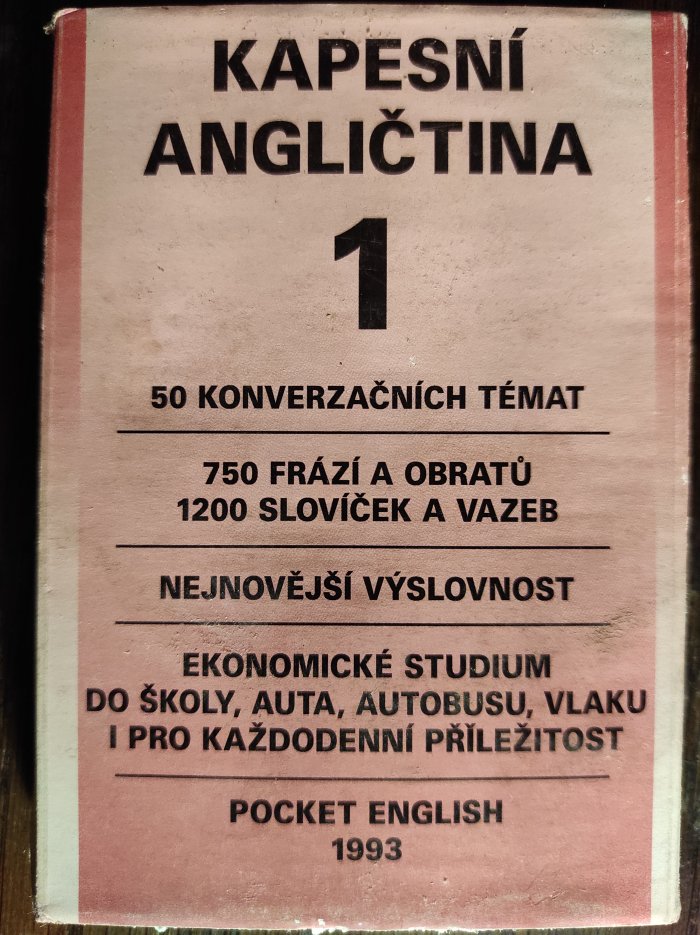 KAPESNÍ
ANGLIČTINA
1
50 KONVERZAČNÍCH TÉMAT
750 FRÁZÍ A OBRATŮ
1200 SLOVÍČEK A VAZEB
NEJNOVĚJŠÍ VÝSLOVNOST
EKONOMICKÉ STUDIUM
DO ŠKOLY, AUTA, AUTOBUSU, VLAKU
I PRO KAŽDODENNÍ PŘÍLEŽITOST
POCKET ENGLISH
1993